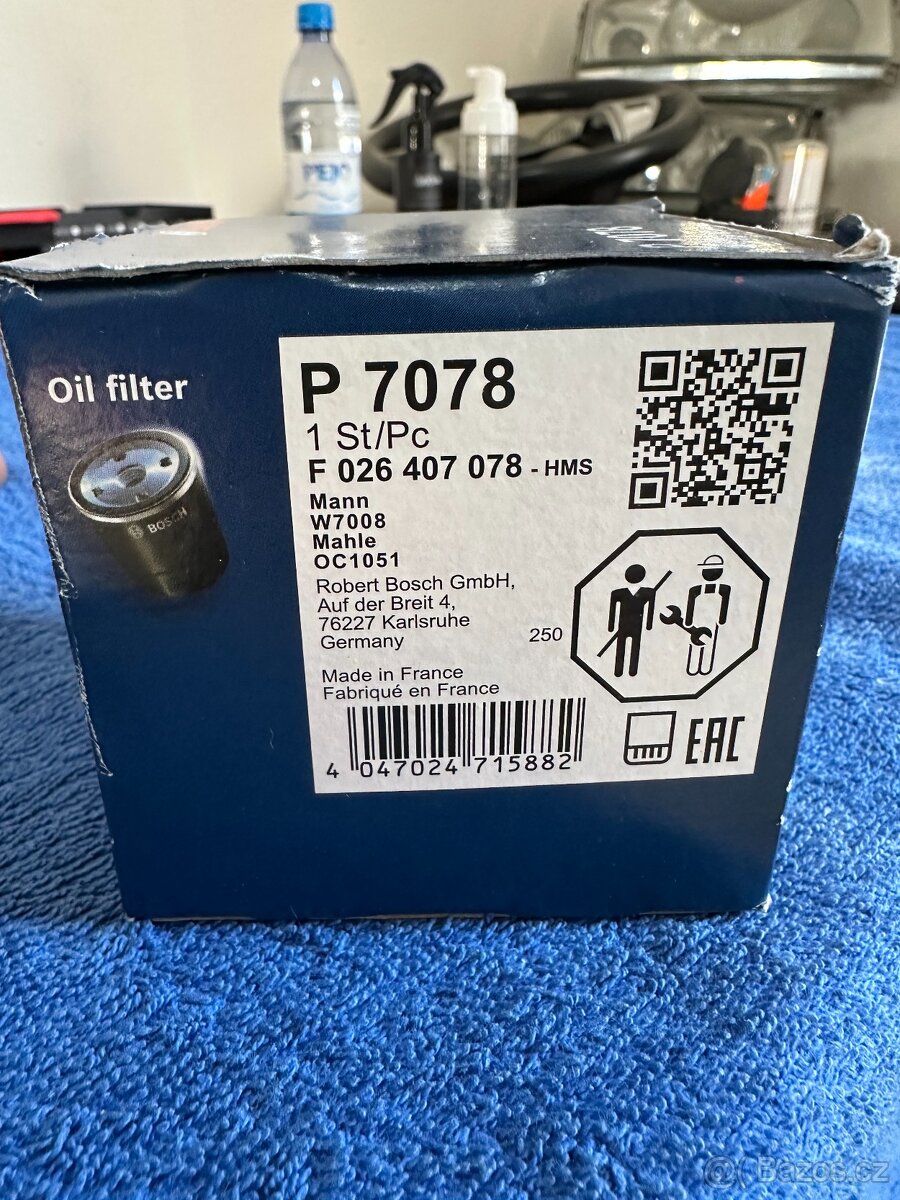 Oil filter
BOSCH
P 7078
1 St/Pc
F 026 407 078 - HMS
Mann
W7008
Mahle
OC1051
Robert Bosch GmbH,
Auf der Breit 4,
76227 Karlsruhe
Germany
250
Made in France
Fabriqué en France
4 047024 715882
EAC
@ Bazos.cz